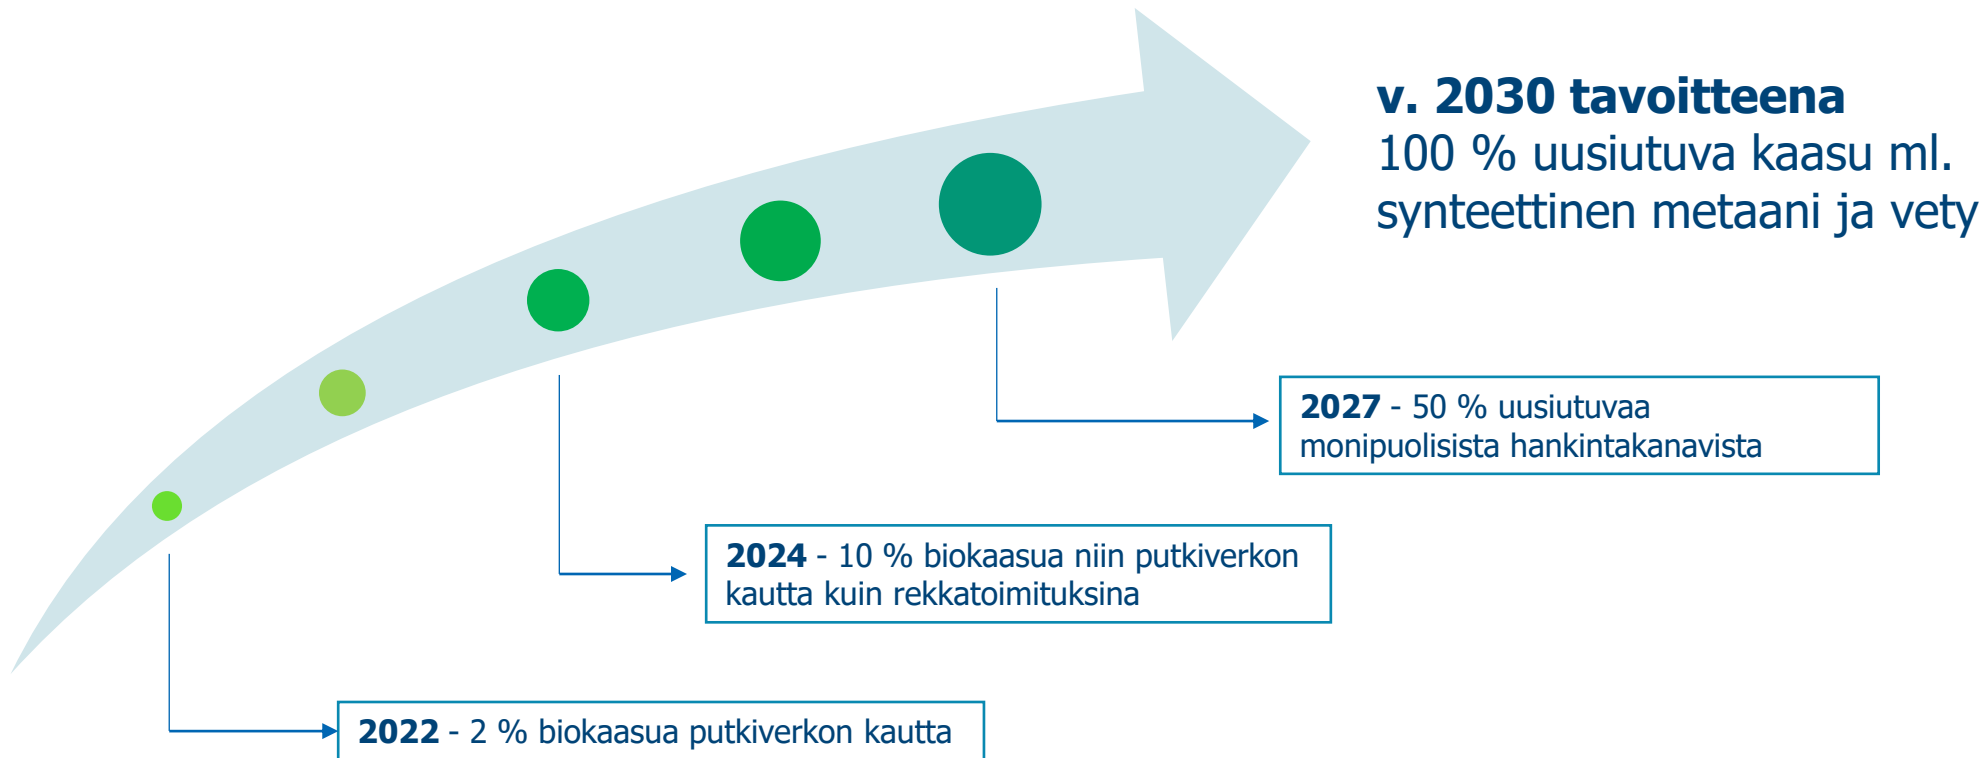 v. 2030 tavoitteena
100 % uusiutuva kaasu ml.
synteettinen metaani ja vety
2027 - 50 % uusiutuvaa
monipuolisista hankintakanavista
2024 - 10 % biokaasua niin putkiverkon
kautta kuin rekkatoimituksina
2022 - 2 % biokaasua putkiverkon kautta